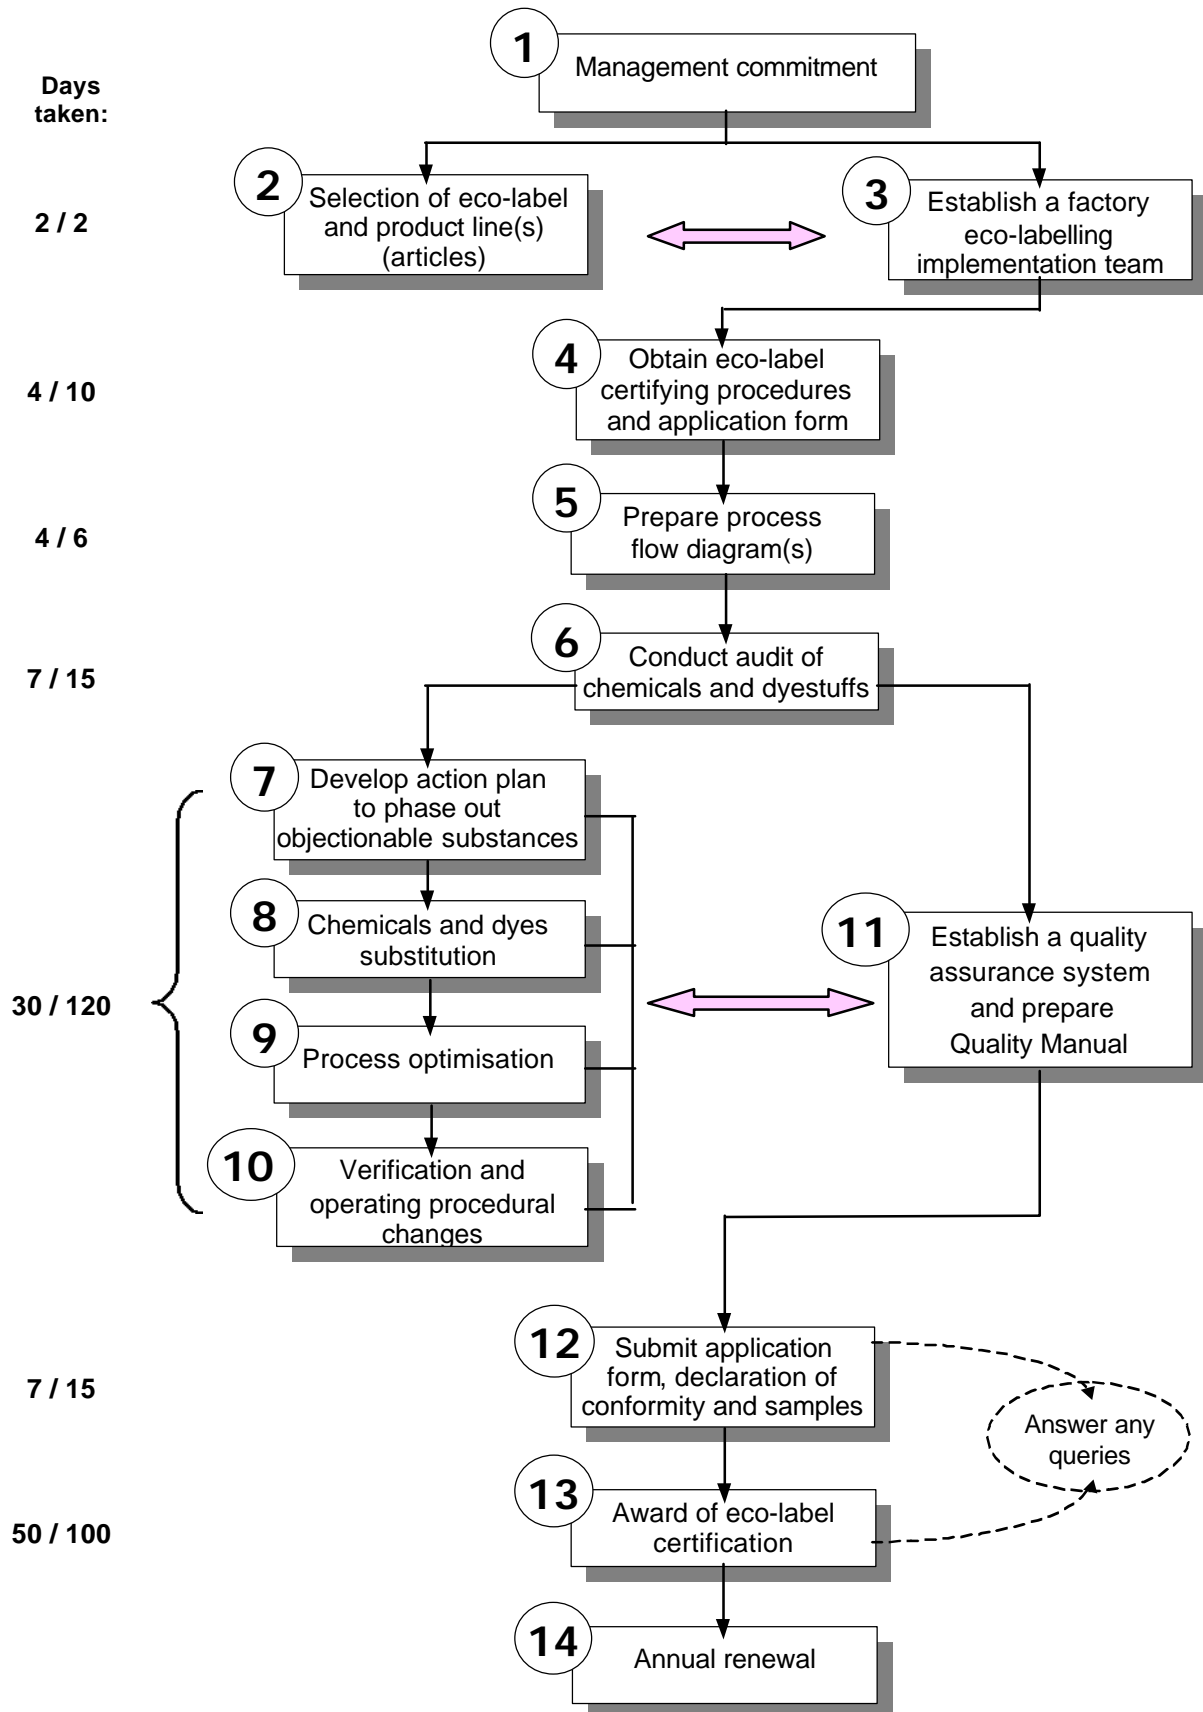 1
Management commitment
Days
taken:
2
Selection of eco-label
and product line(s)
(articles)
3
Establish a factory
eco-labelling
implementation team
2 / 2
4
Obtain eco-label
certifying procedures
and application form
4 / 10
5
Prepare process
flow diagram(s)
4 / 6
6
Conduct audit of
chemicals and dyestuffs
7 / 15
7
Develop action plan
to phase out
objectionable substances
8
Chemicals and dyes
substitution
9
Process optimisation
10
Verification and
operating procedural
changes
30 / 120
11
Establish a quality
assurance system
and prepare
Quality Manual
12
Submit application
form, declaration of
conformity and samples
7 / 15
Answer any
queries
13
Award of eco-label
certification
50 / 100
14
Annual renewal